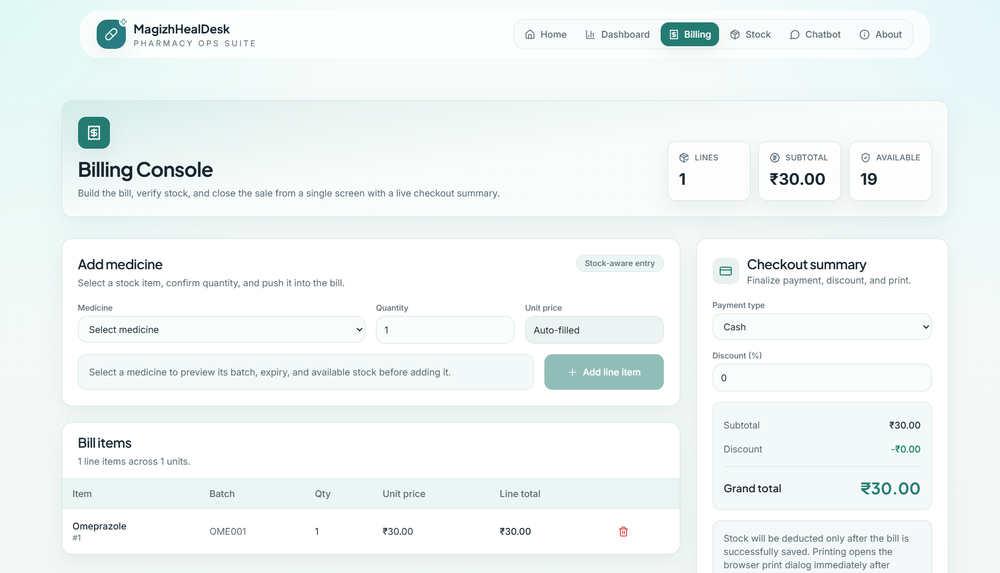 MagizhHealDesk
PHARMACY OPS SUITE
Home
Dashboard
Billing
Stock
Chatbot
About
Billing Console
Build the bill, verify stock, and close the sale from a single screen with a live checkout summary.
LINES
1
SUBTOTAL
₹30.00
AVAILABLE
19
Add medicine
Select a stock item, confirm quantity, and push it into the bill.
Stock-aware entry
Medicine
Select medicine
Quantity
1
Unit price
Auto-filled
Select a medicine to preview its batch, expiry, and available stock before adding it.
+ Add line item
Bill items
1 line items across 1 units.
Item Batch Qty Unit price Line total
Omeprazole OME001 1 ₹30.00 ₹30.00
#1
Checkout summary
Finalize payment, discount, and print.
Payment type
Cash
Discount (%)
0
Subtotal ₹30.00
Discount -₹0.00
Grand total ₹30.00
Stock will be deducted only after the bill is
successfully saved. Printing opens the
browser print dialog immediately after